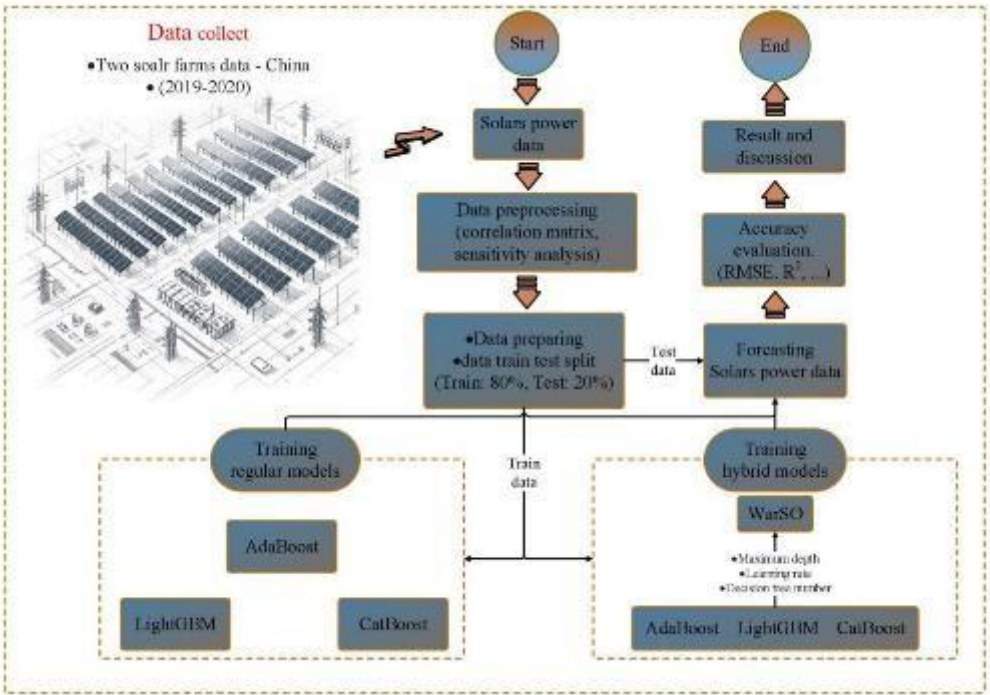 Data collect
•Two soalr farms data - China
• (2019-2020)
Start
Solars power
data
Data preprocessing
(correlation matrix,
sensitivity analysis)
•Data preparing
•data train test split
(Train: 80%, Test: 20%)
Test
data
End
Result and
discussion
Accuracy
evaluation.
(RMSE, R², ...)
Forcasting
Solars power data
Training
regular models
AdaBoost
LightGBM
CatBoost
Train
data
Training
hybrid models
WarSO
•Maximum depth
•Learning rate
•Decision tree number
AdaBoost LightGBM CatBoost